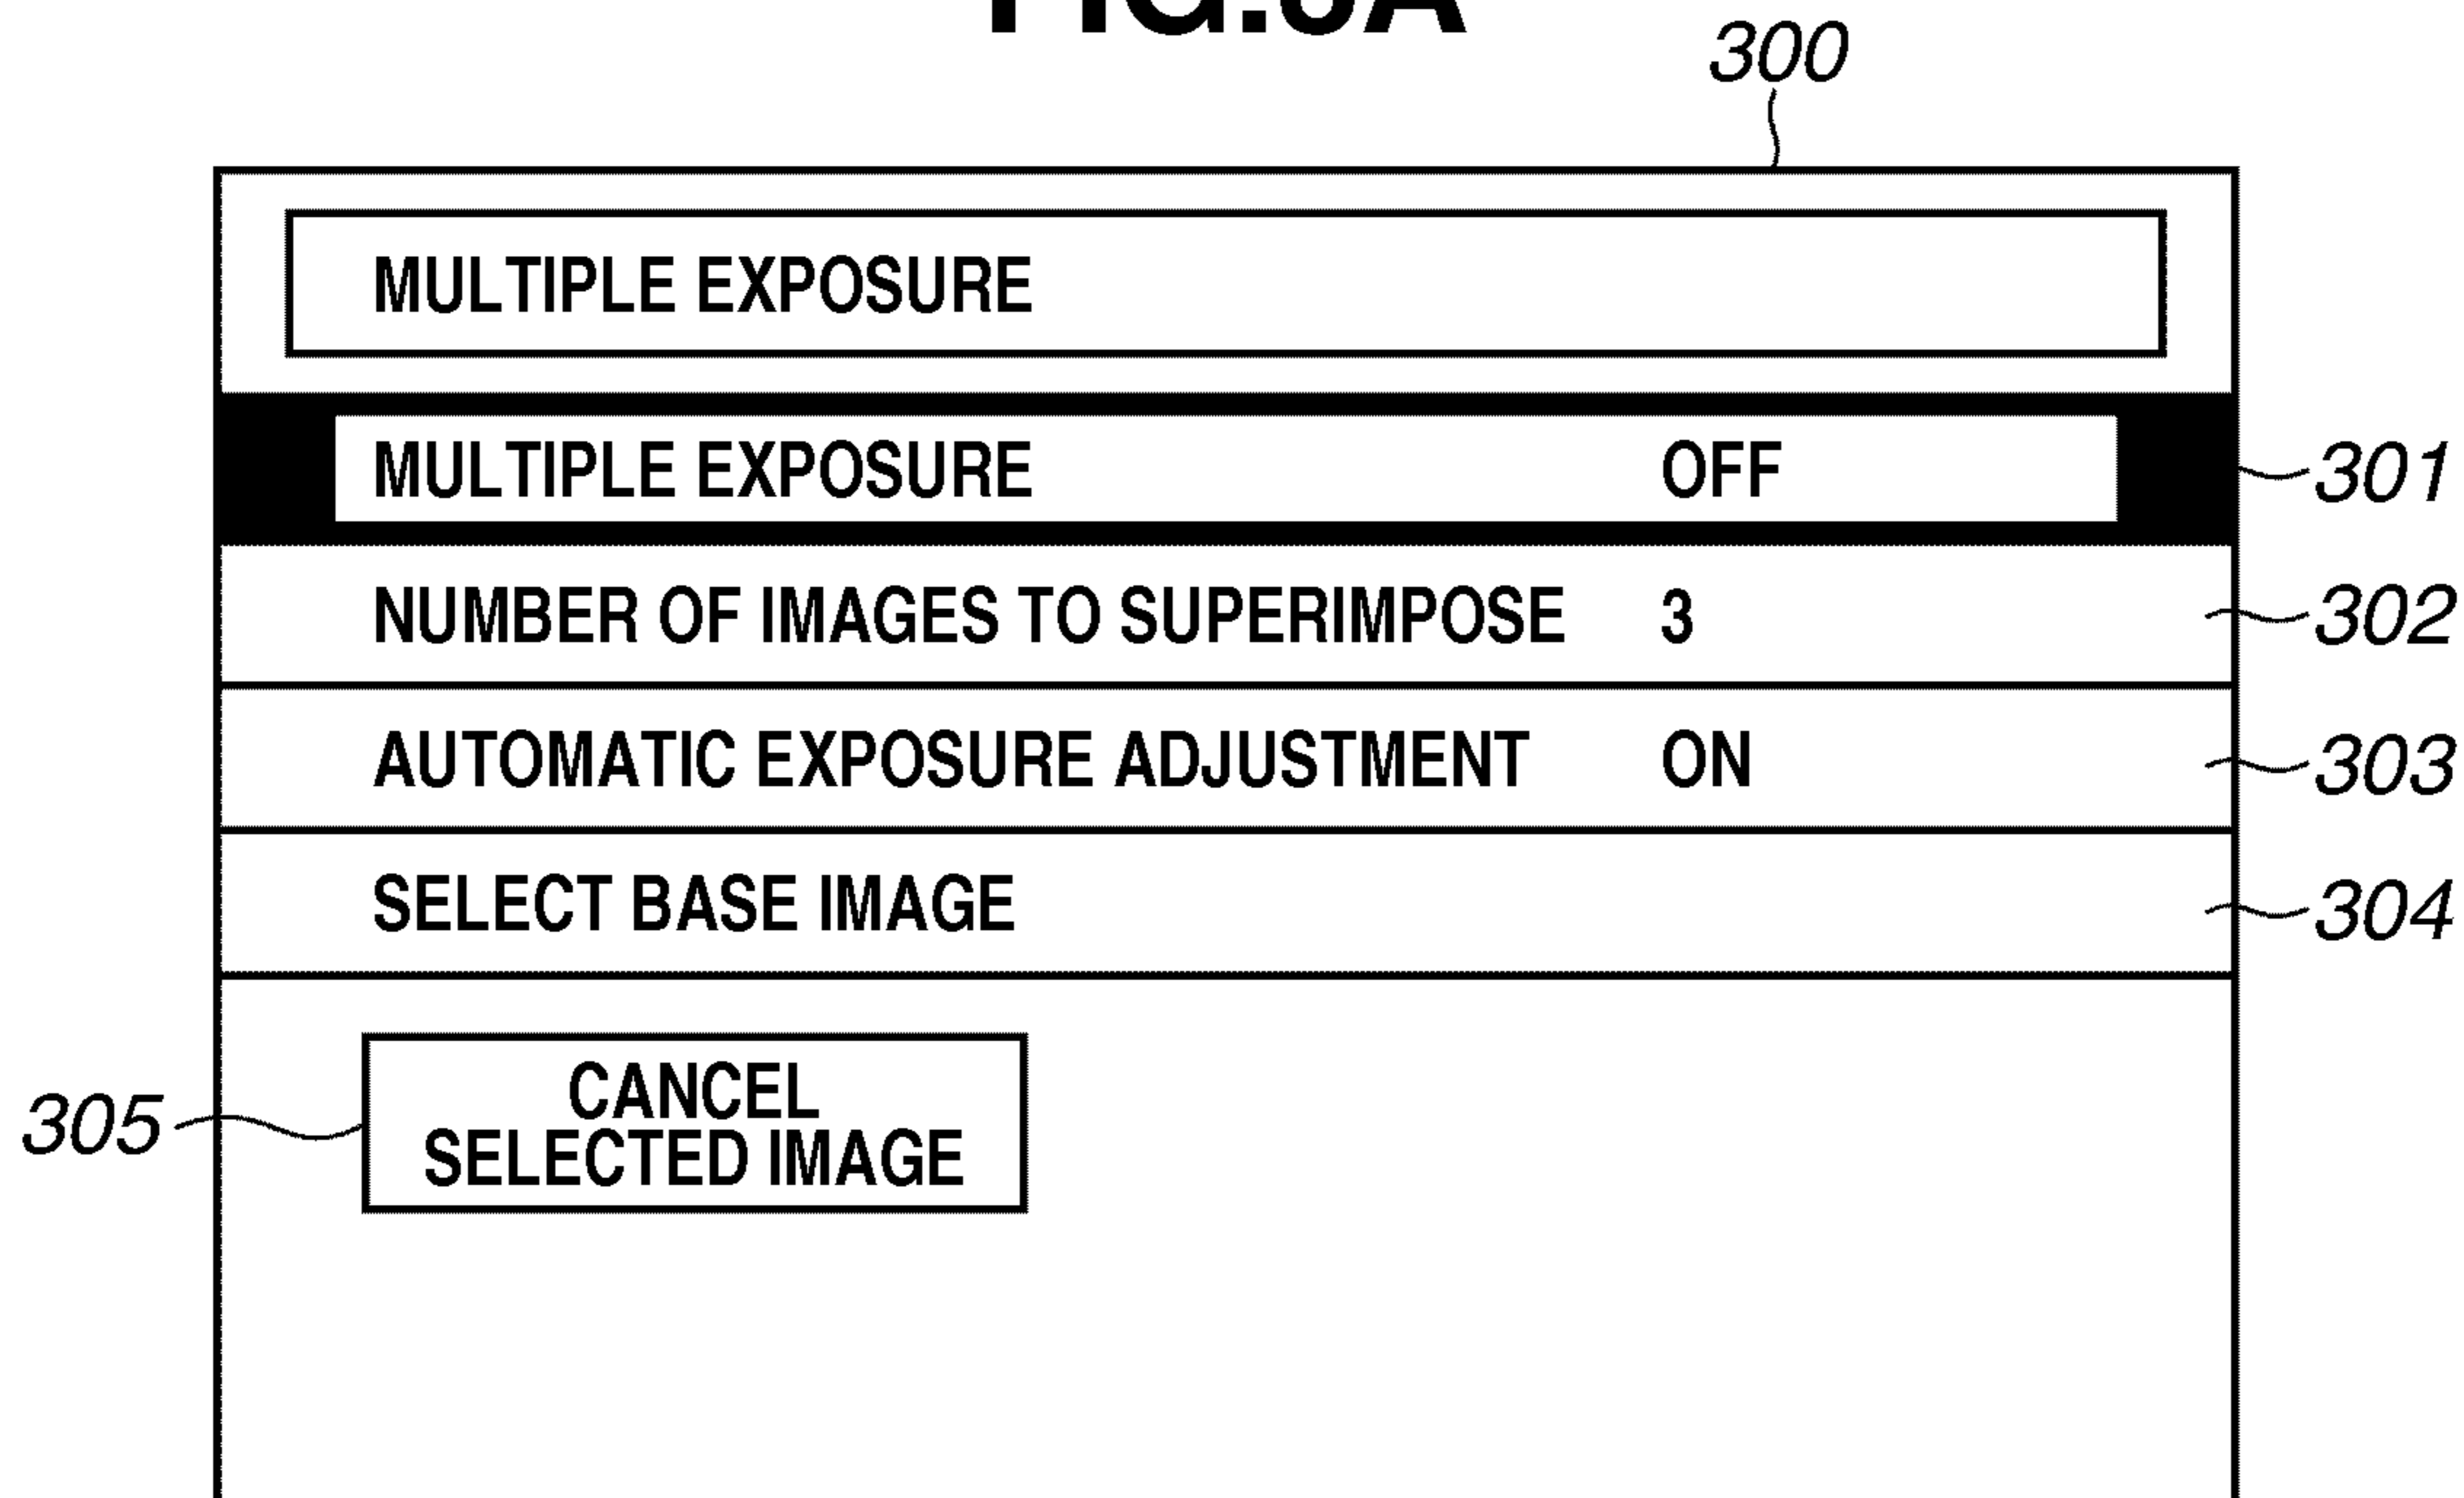 300
MULTIPLE EXPOSURE
MULTIPLE EXPOSURE OFF 301
NUMBER OF IMAGES TO SUPERIMPOSE 3 302
AUTOMATIC EXPOSURE ADJUSTMENT ON 303
SELECT BASE IMAGE 304
305
CANCEL
SELECTED IMAGE